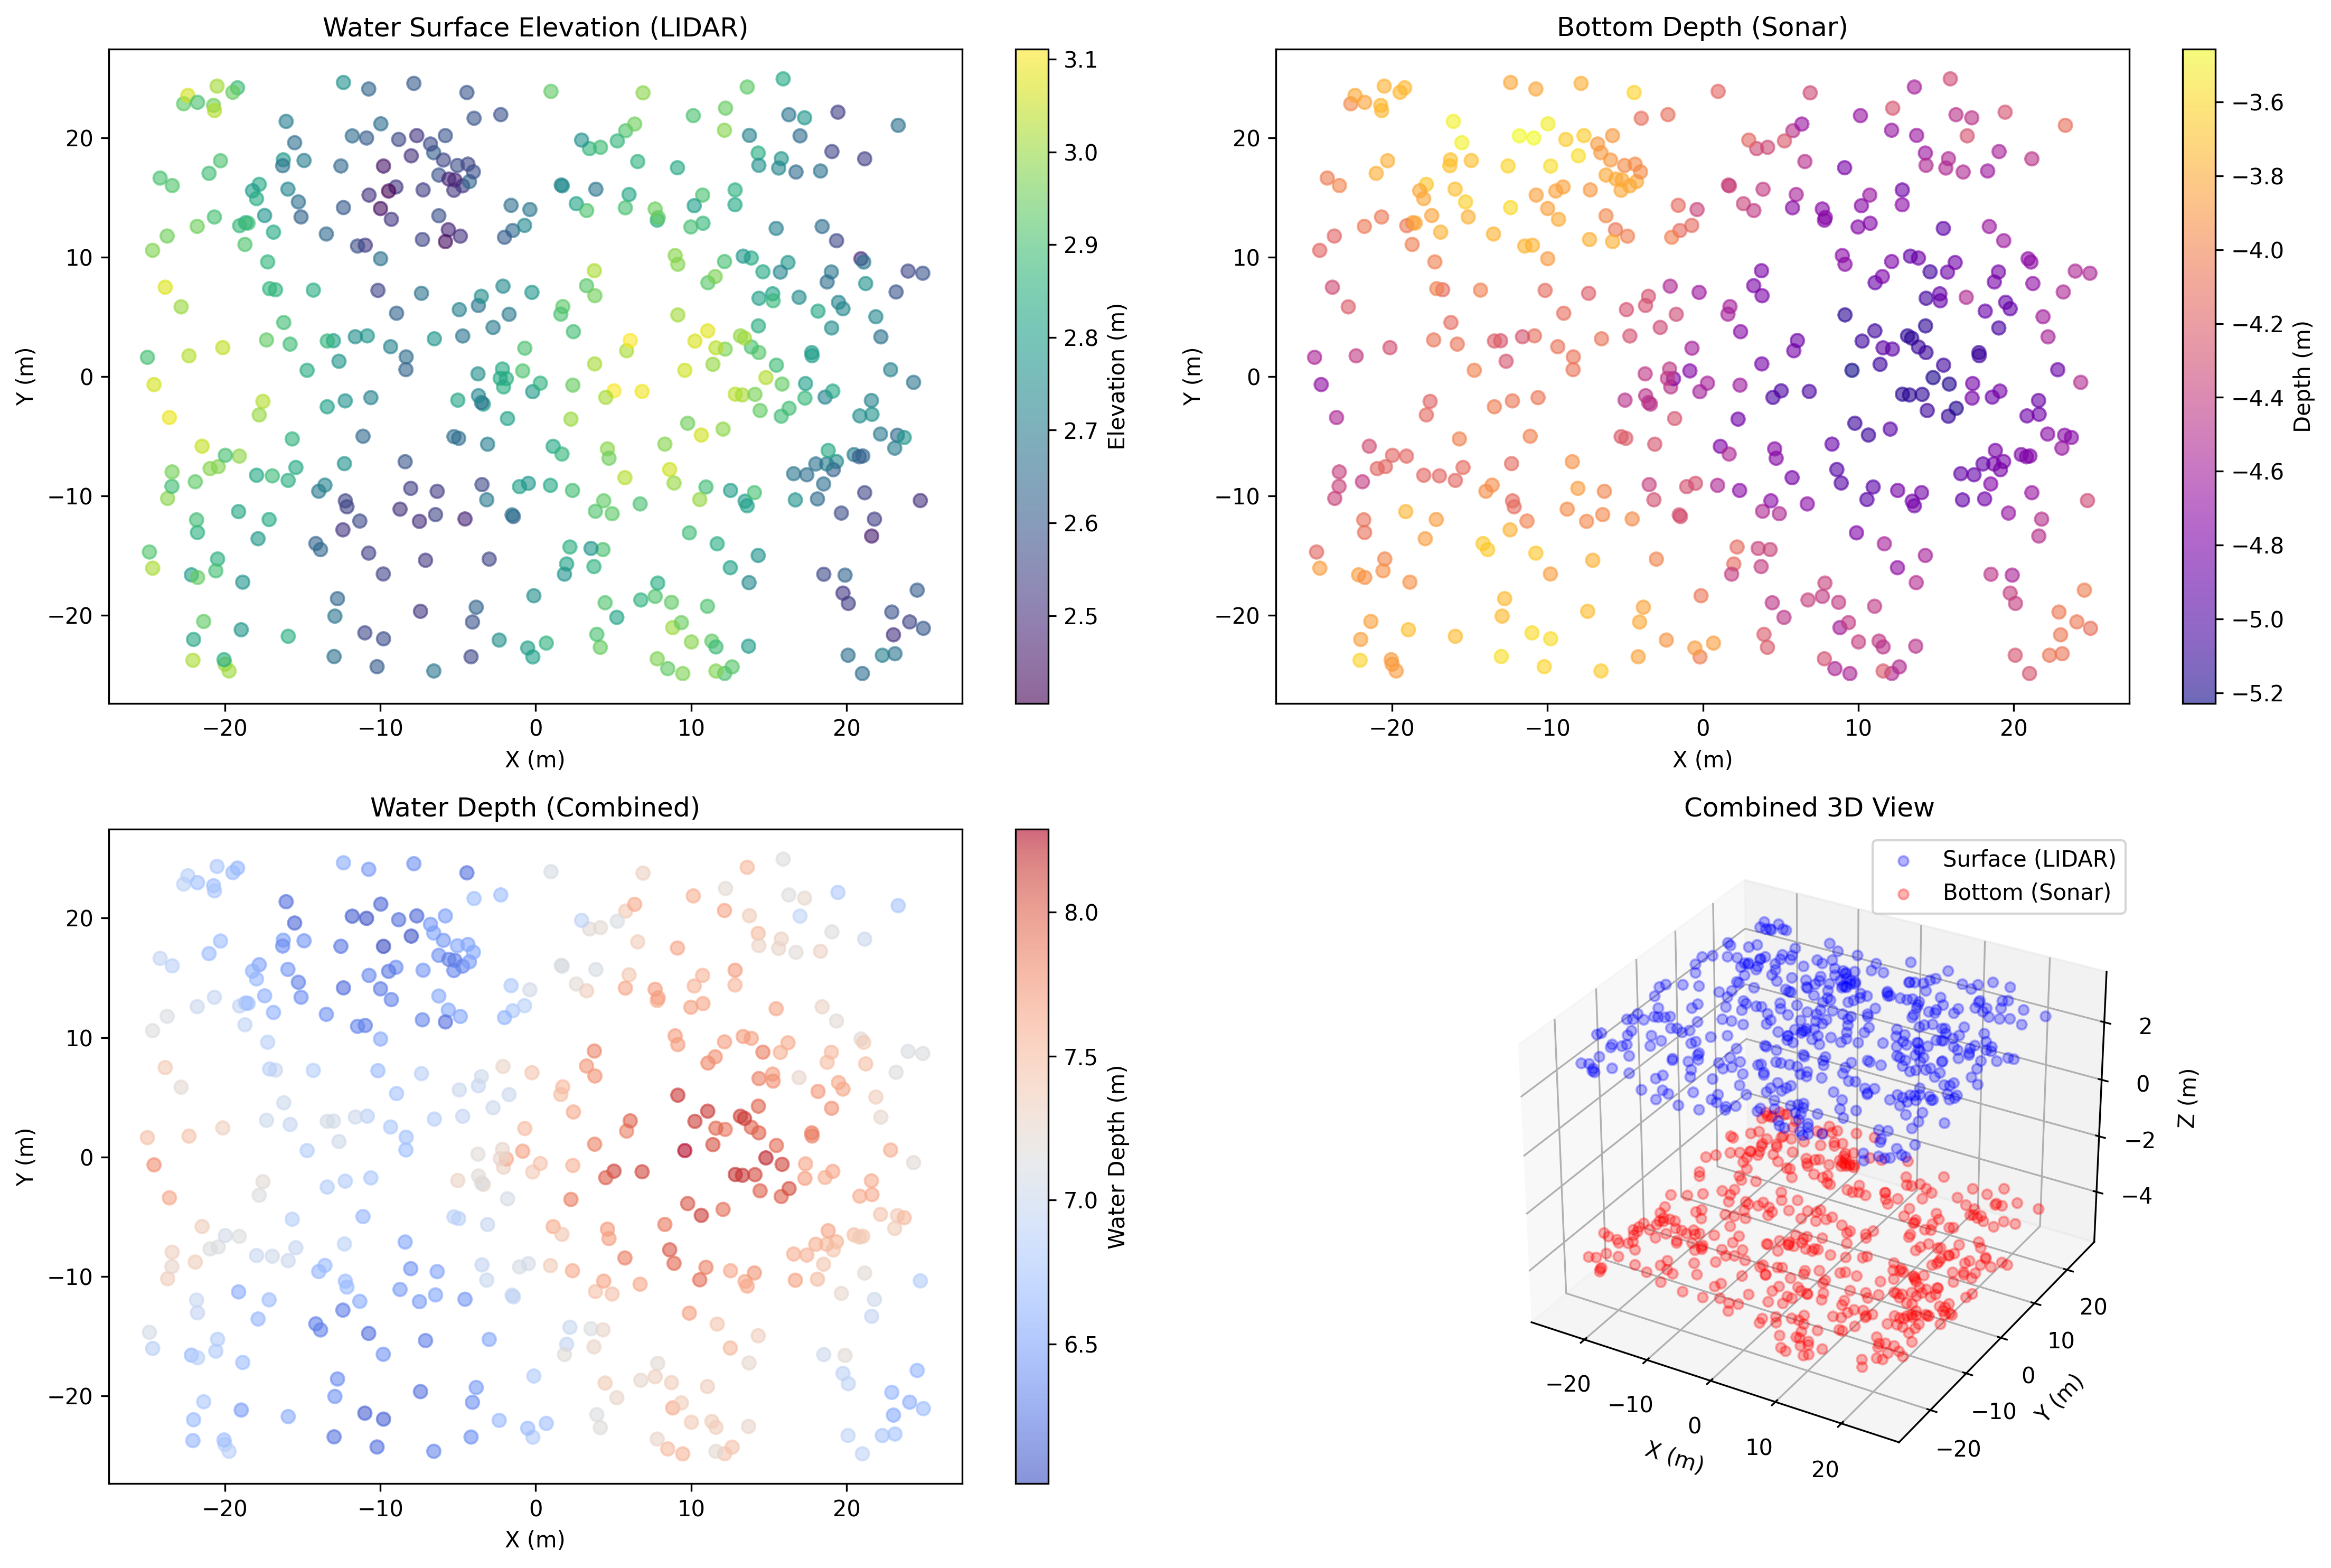 Water Surface Elevation (LIDAR)
20
10
0
−10
−20
Y (m)
−20 −10 0 10 20
X (m)
3.1
3.0
2.9
2.8
2.7
2.6
2.5
Elevation (m)
Bottom Depth (Sonar)
20
10
0
−10
−20
Y (m)
−20 −10 0 10 20
X (m)
−3.6
−3.8
−4.0
−4.2
−4.4
−4.6
−4.8
−5.0
−5.2
Depth (m)
Water Depth (Combined)
20
10
0
−10
−20
Y (m)
−20 −10 0 10 20
X (m)
8.0
7.5
7.0
6.5
Water Depth (m)
Combined 3D View
Surface (LIDAR)
Bottom (Sonar)
2
0
−2
−4
Z (m)
−20
−10
0
10
20
X (m)
20
10
0
−10
−20
Y (m)